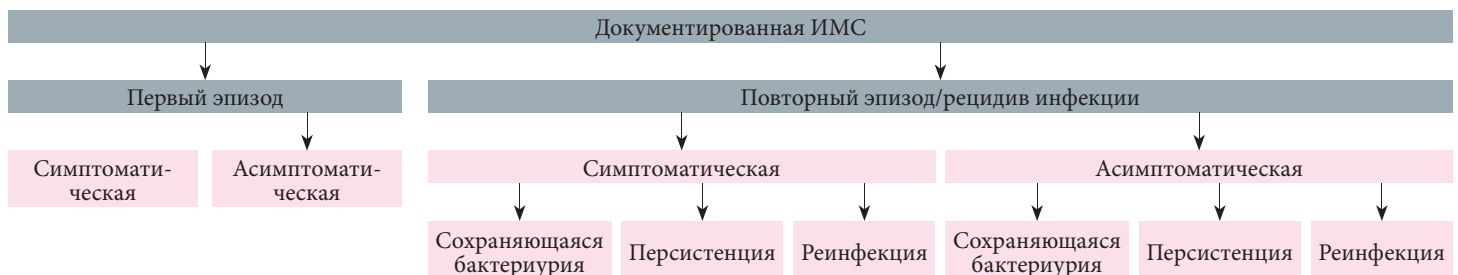 Документированная ИМС
Первый эпизод
Повторный эпизод/рецидив инфекции
Симптомати-
ческая
Асимптомати-
ческая
Симптоматическая
Асимптоматическая
Сохраняющаяся
бактериурия
Персистенция
Реинфекция
Сохраняющаяся
бактериурия
Персистенция
Реинфекция